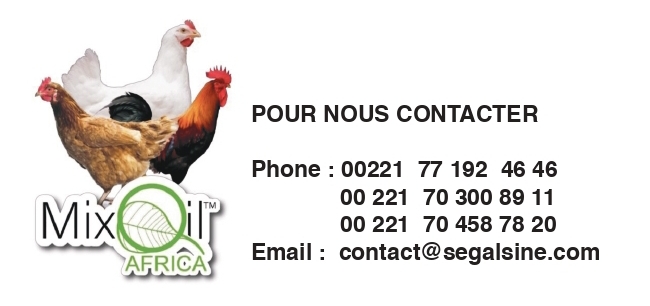 POUR NOUS CONTACTER
Phone : 00221 77 192 46 46
00 221 70 300 89 11
00 221 70 458 78 20
Email : contact@segalsine.com
MixOil™
AFRICA